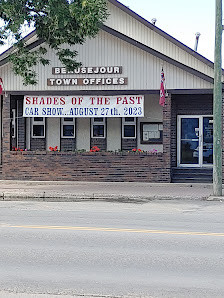 BEAUSEJOUR
TOWN OFFICES
SHADES OF THE PAST
CAR SHOW...AUGUST 27th, 2023